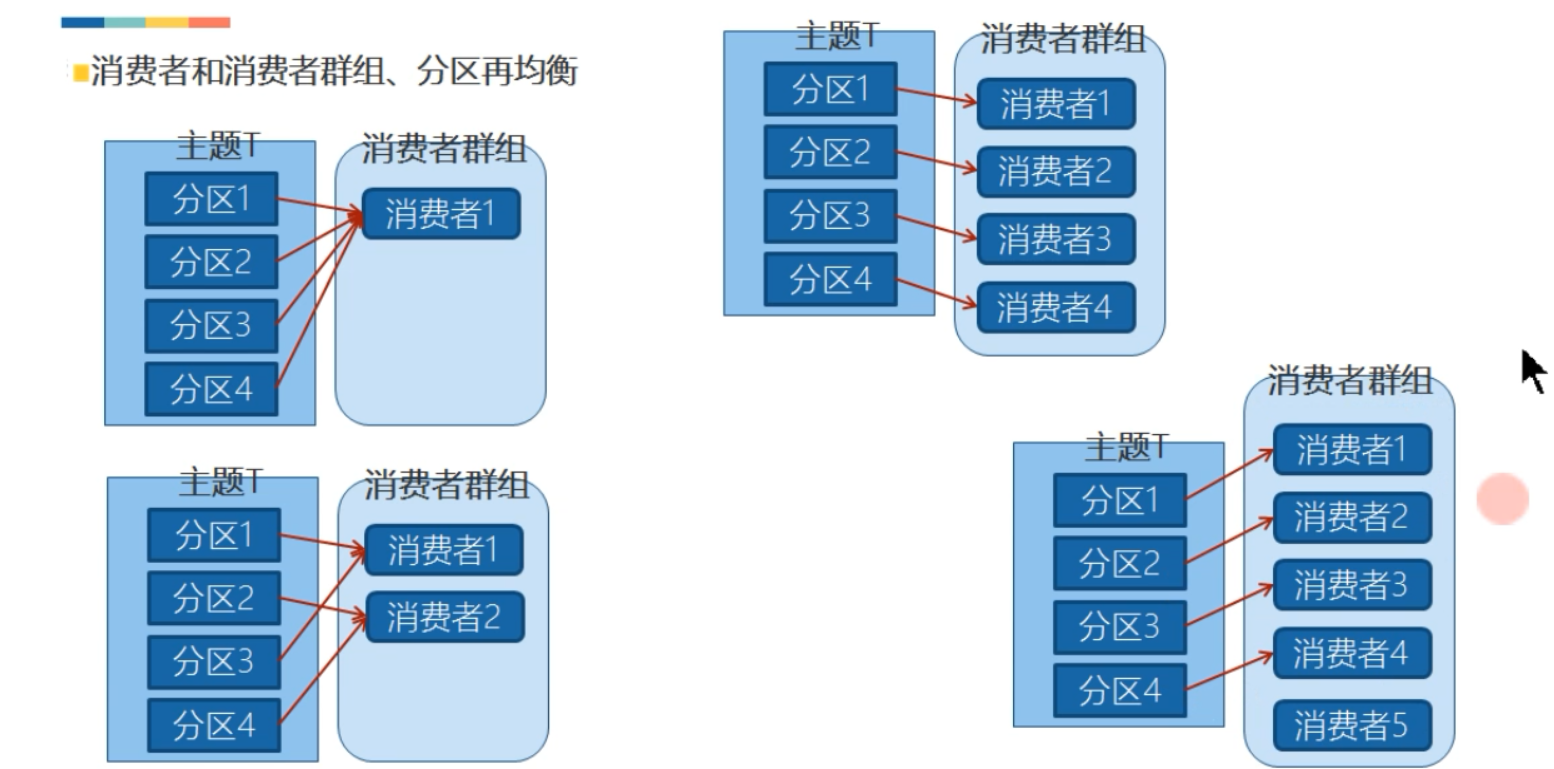 消费者和消费者群组、分区再均衡
主题T
分区1
分区2
分区3
分区4
消费者群组
消费者1
主题T
分区1
分区2
分区3
分区4
消费者群组
消费者1
消费者2
主题T
分区1
分区2
分区3
分区4
消费者群组
消费者1
消费者2
消费者3
消费者4
主题T
分区1
分区2
分区3
分区4
消费者群组
消费者1
消费者2
消费者3
消费者4
消费者5